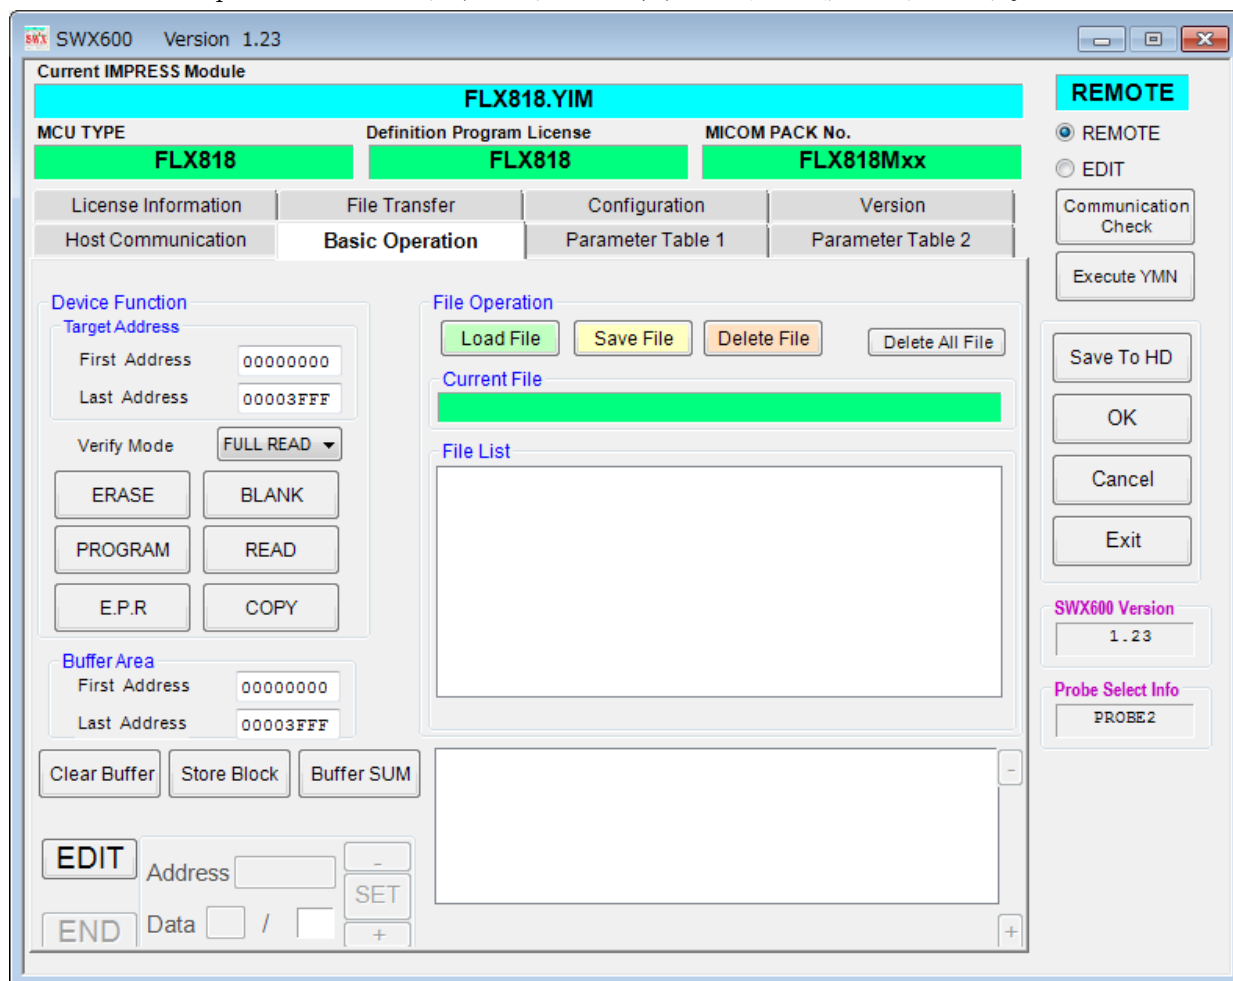 SWX600 Version 1.23
Current IMPRESS Module
FLX818.YIM
MCU TYPE
Definition Program License
MICOM PACK No.
FLX818
FLX818
FLX818Mxx
License Information
File Transfer
Configuration
Version
Host Communication
Basic Operation
Parameter Table 1
Parameter Table 2
Device Function
Target Address
First Address 00000000
Last Address 00003FFF
Verify Mode FULL READ
ERASE
BLANK
PROGRAM
READ
E.P.R
COPY
Buffer Area
First Address 00000000
Last Address 00003FFF
Clear Buffer
Store Block
Buffer SUM
EDIT
Address
-
SET
END
Data /
+
File Operation
Load File
Save File
Delete File
Delete All File
Current File
File List
-
+
REMOTE
REMOTE
EDIT
Communication
Check
Execute YMN
Save To HD
OK
Cancel
Exit
SWX600 Version
1.23
Probe Select Info
PROBE2